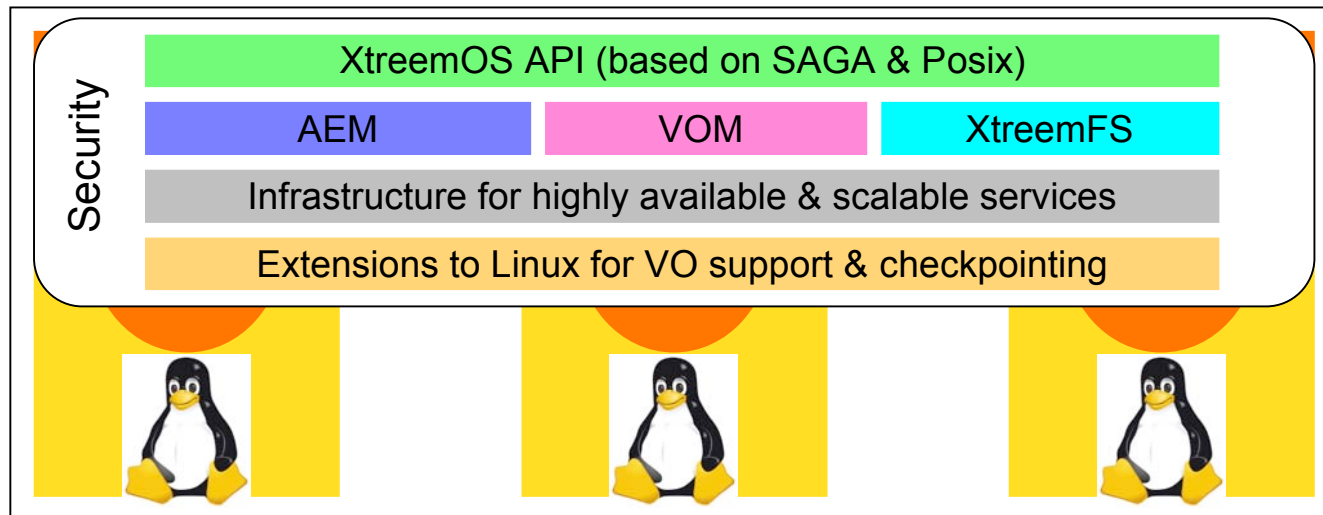 Security
XtreemOS API (based on SAGA & Posix)
AEM
VOM
XtreemFS
Infrastructure for highly available & scalable services
Extensions to Linux for VO support & checkpointing